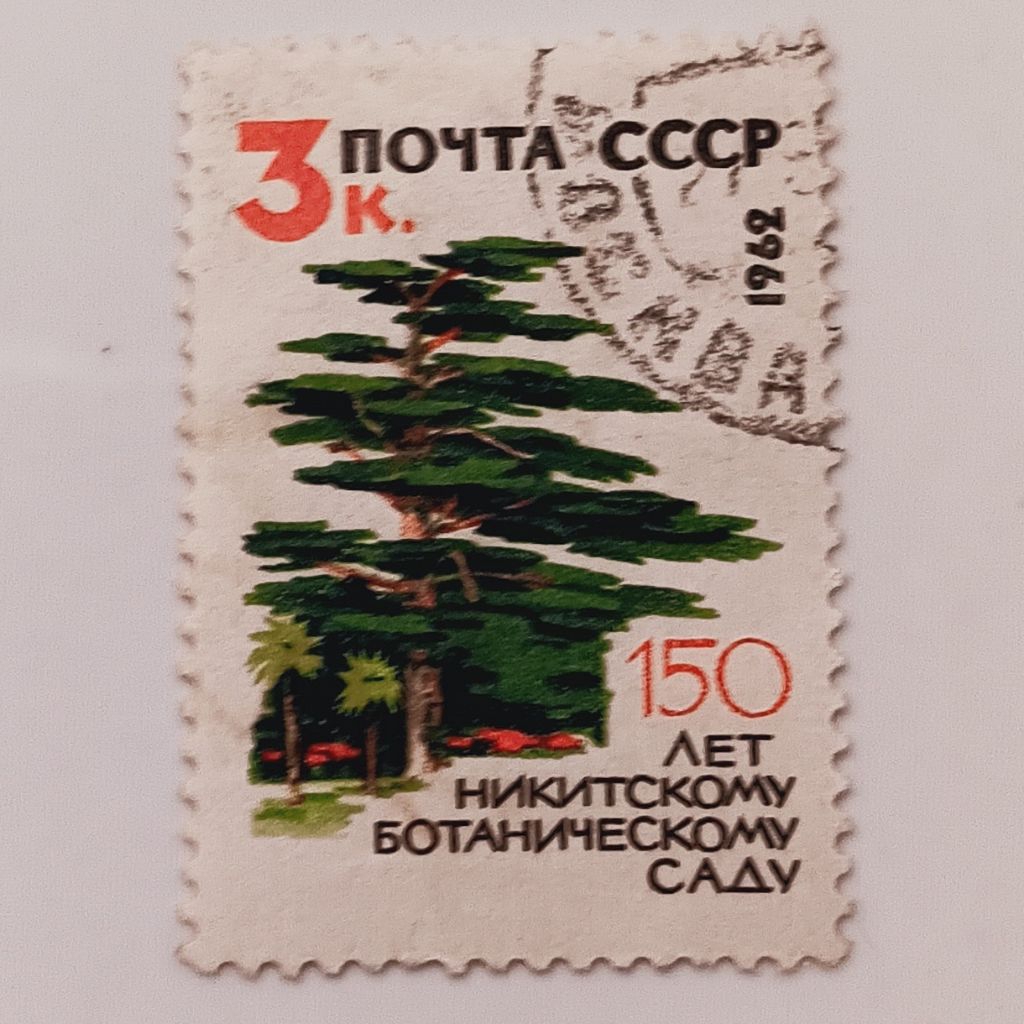 3 к. ПОЧТА СССР
1962
150
ЛЕТ
НИКИТСКОМУ
БОТАНИЧЕСКОМУ
САДУ